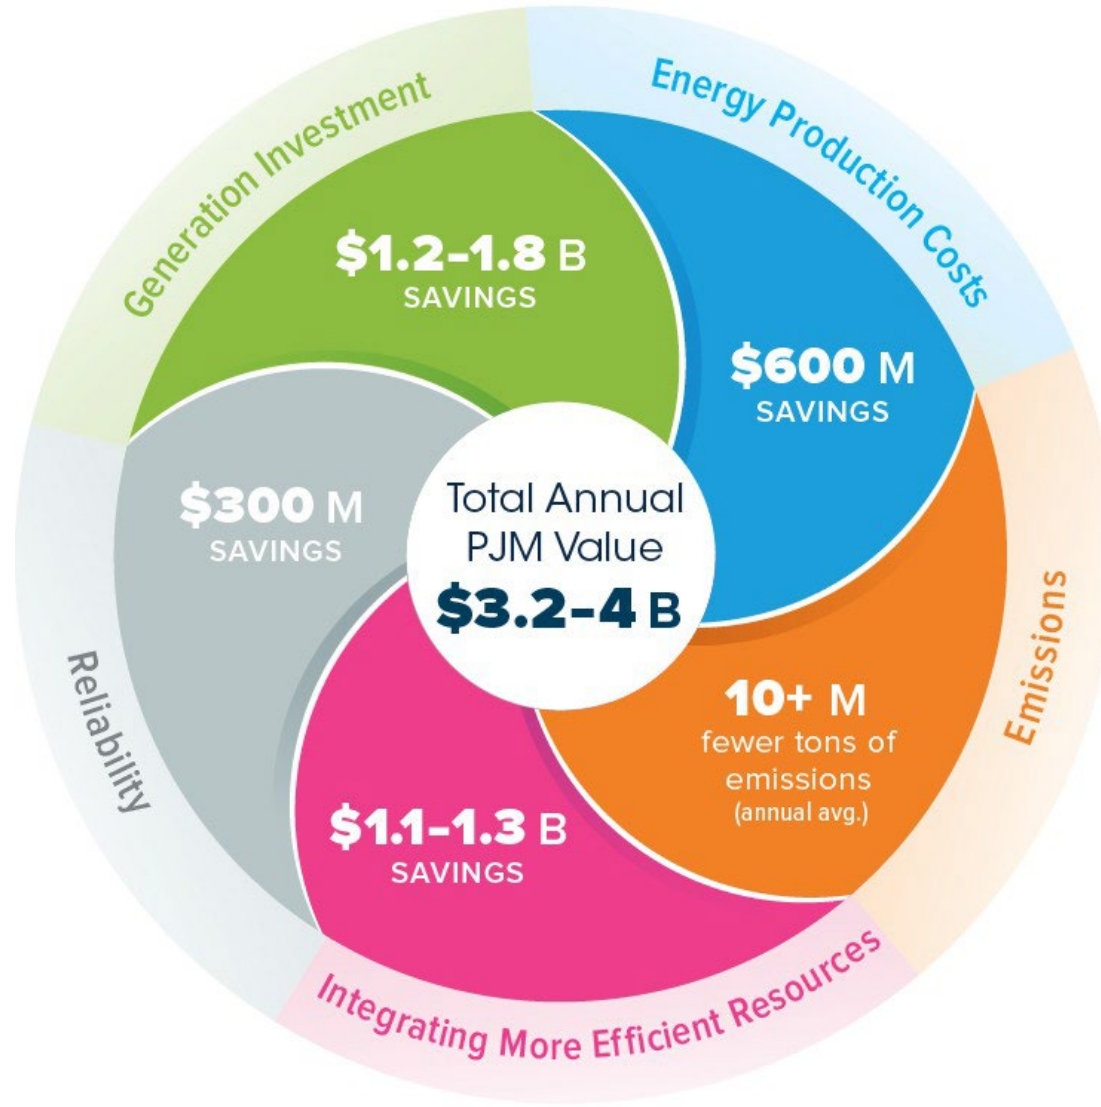 Generation Investment
$1.2-1.8 B
SAVINGS
Energy Production Costs
$600 M
SAVINGS
Emissions
10+ M
fewer tons of
emissions
(annual avg.)
Integrating More Efficient Resources
$1.1-1.3 B
SAVINGS
Reliability
$300 M
SAVINGS
Total Annual
PJM Value
$3.2-4 B